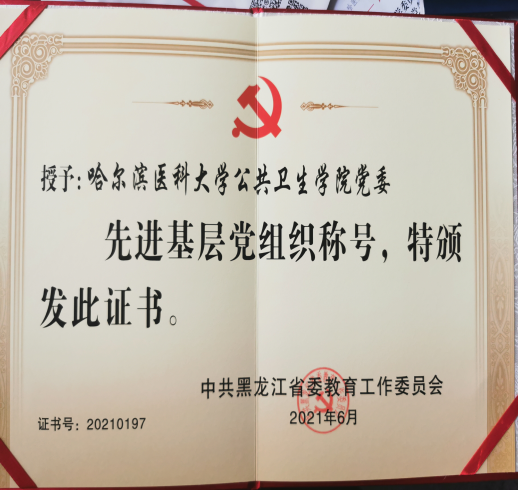 授予:哈尔滨医科大学公共卫生学院党委
先进基层党组织称号，特颁
发此证书。
中共黑龙江省委教育工作委员会
证书号：20210197
2021年6月